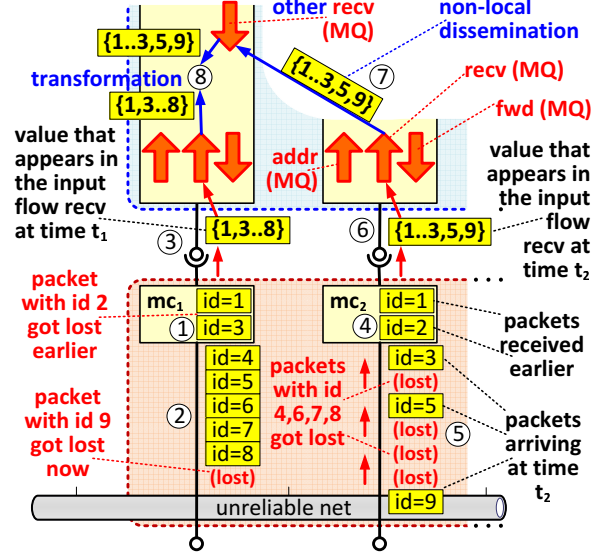 other recv
(MQ)
non-local
dissemination
{1..3,5,9}
transformation
8
{1,3..8}
{1..3,5,9}
7
recv (MQ)
fwd (MQ)
addr
(MQ)
value that
appears in
the input
flow recv
at time t1
value that
appears in
the input
flow
recv at
time t2
3
{1,3..8}
6
{1..3,5,9}
packet
with id 2
got lost
earlier
mc1
id=1
1
id=3
mc2
id=1
4
id=2
packets
received
earlier
id=4
id=5
id=6
id=7
id=8
(lost)
2
packet
with id 9
got lost
now
packets
with id
4,6,7,8
got lost
id=3
(lost)
id=5
(lost)
(lost)
(lost)
id=9
5
packets
arriving
at time
t2
unreliable net